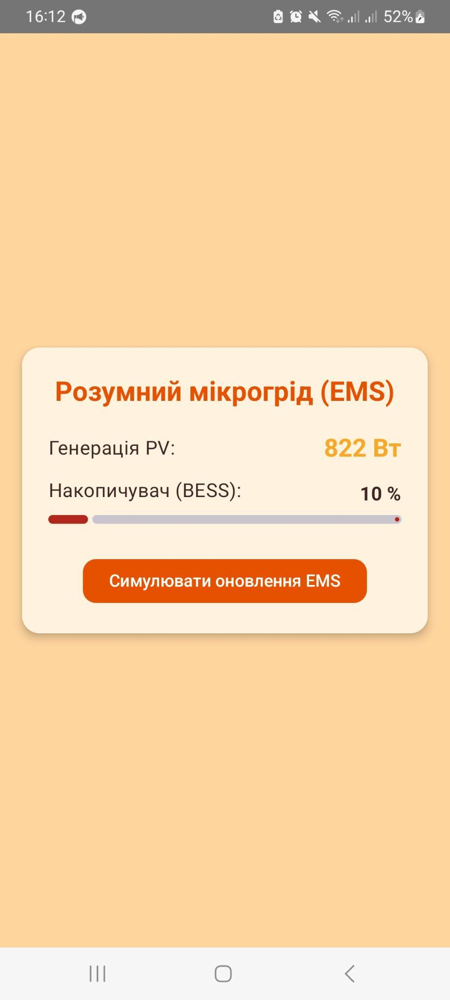 16:12
52%
Розумний мікрогрід (EMS)
Генерація PV: 822 Вт
Накопичувач (BESS): 10 %
Симулювати оновлення EMS